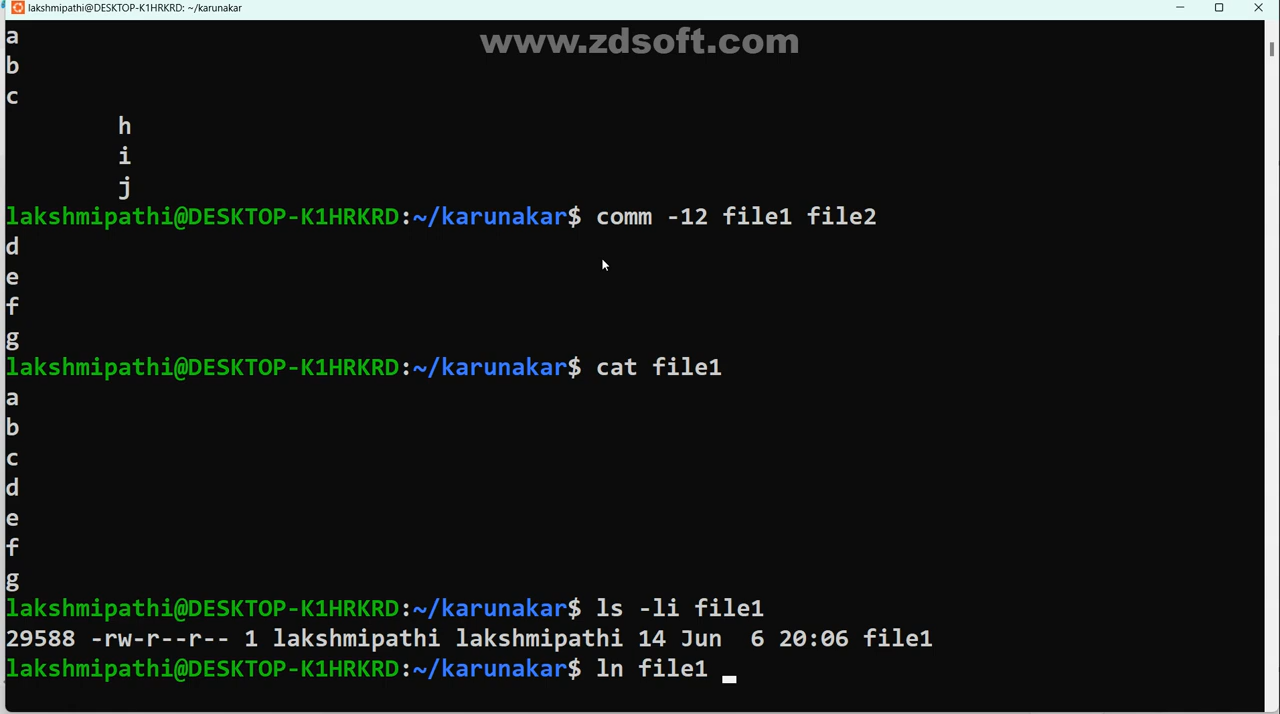 lakshmipathi@DESKTOP-K1HRKRD: ~/karunakar
www.zdsoft.com
a
b
c
h
i
j
lakshmipathi@DESKTOP-K1HRKRD:~/karunakar$ comm -12 file1 file2
d
e
f
g
lakshmipathi@DESKTOP-K1HRKRD:~/karunakar$ cat file1
a
b
c
d
e
f
g
lakshmipathi@DESKTOP-K1HRKRD:~/karunakar$ ls -li file1
29588 -rw-r--r-- 1 lakshmipathi lakshmipathi 14 Jun  6 20:06 file1
lakshmipathi@DESKTOP-K1HRKRD:~/karunakar$ ln file1